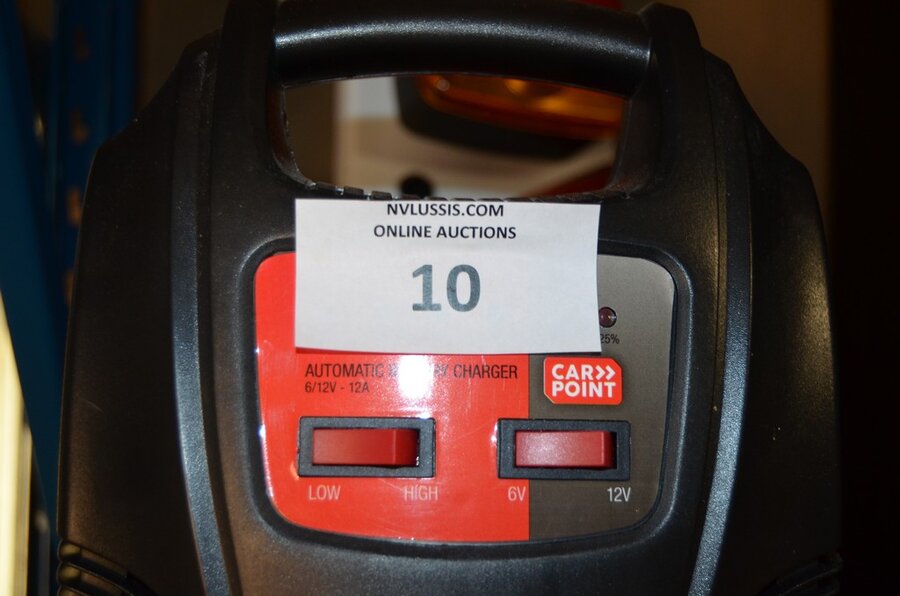 NVLUSSIS.COM
ONLINE AUCTIONS
10
25%
AUTOMATIC CHARGER
6/12V - 12A
CAR>>
POINT
LOW HIGH
6V 12V